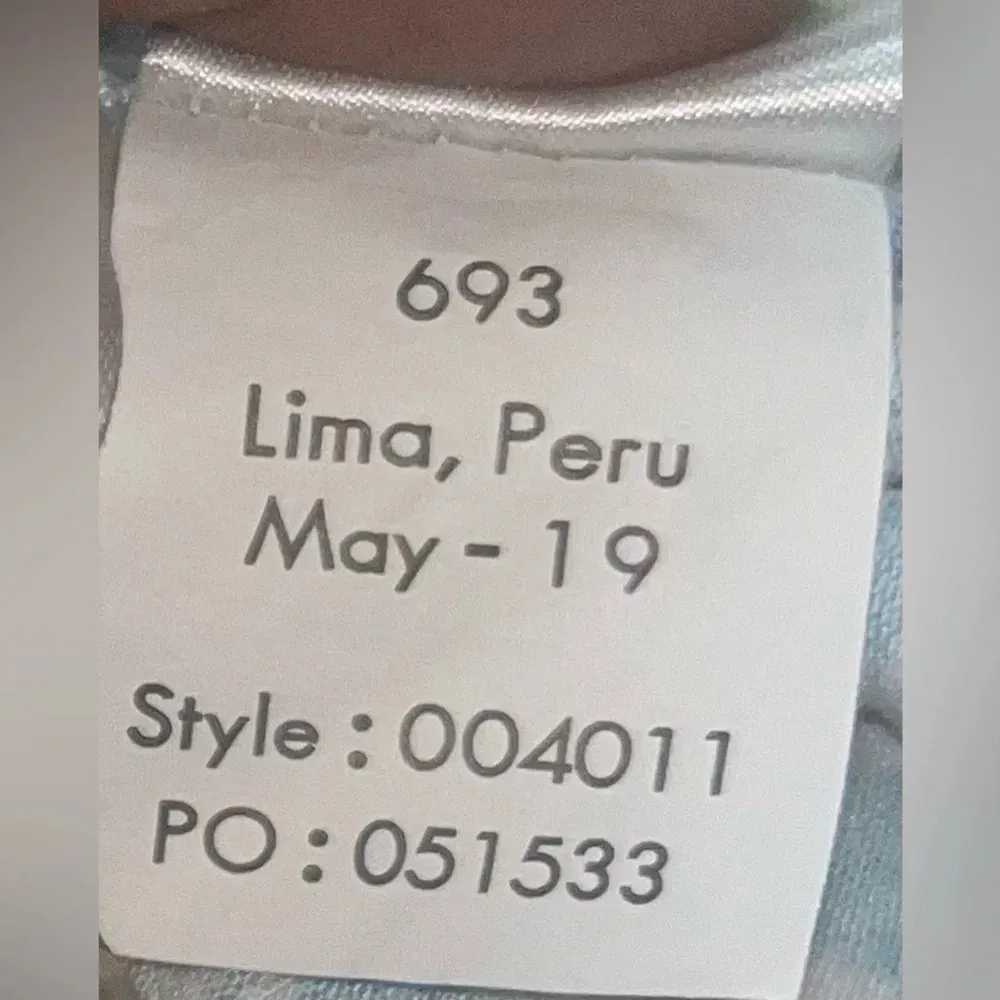 693
Lima, Peru
May - 19
Style : 004011
PO : 051533